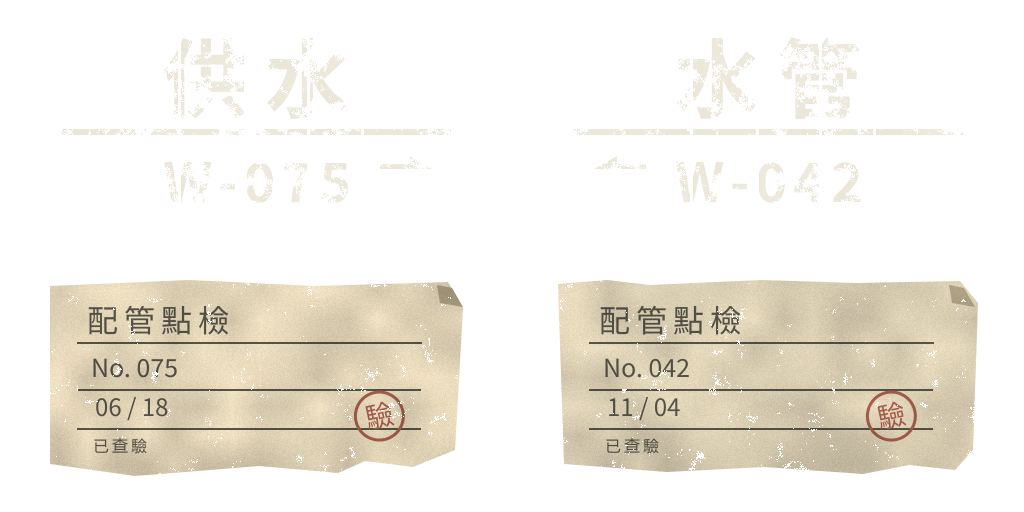 供水
W-075
水管
W-042
配管點檢
No. 075
06 / 18
驗
已查驗
配管點檢
No. 042
11 / 04
驗
已查驗